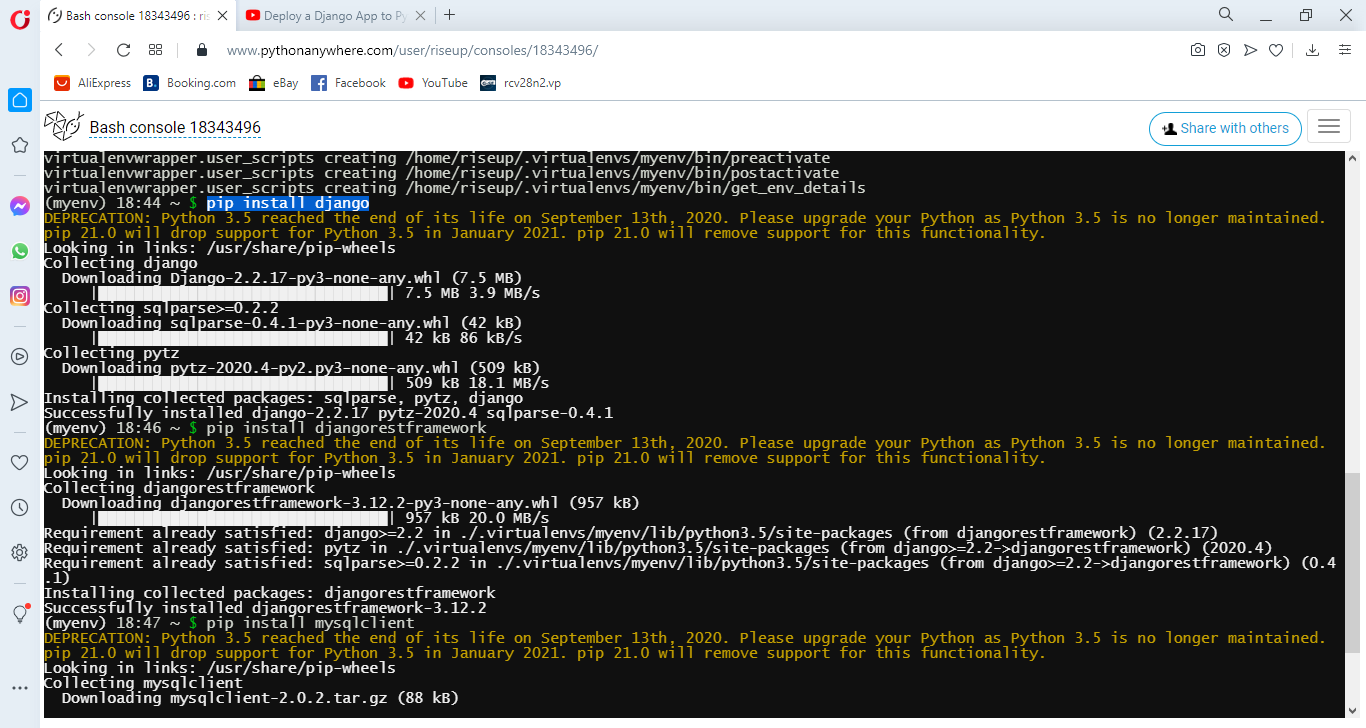 Bash console 18343496 : ris
Deploy a Django App to Py
www.pythonanywhere.com/user/riseup/consoles/18343496/
AliExpress
B.
Booking.com
eBay
Facebook
YouTube
rcv28n2.vp
Bash console 18343496
Share with others
virtualenvwrapper.user_scripts creating /home/riseup/.virtualenvs/myenv/bin/preactivate
virtualenvwrapper.user_scripts creating /home/riseup/.virtualenvs/myenv/bin/postactivate
virtualenvwrapper.user_scripts creating /home/riseup/.virtualenvs/myenv/bin/get_env_details
(myenv) 18:44 ~ $ pip install django
DEPRECATION: Python 3.5 reached the end of its life on September 13th, 2020. Please upgrade your Python as Python 3.5 is no longer maintained.
pip 21.0 will drop support for Python 3.5 in January 2021. pip 21.0 will remove support for this functionality.
Looking in links: /usr/share/pip-wheels
Collecting django
  Downloading Django-2.2.17-py3-none-any.whl (7.5 MB)
     |████████████████████████████████| 7.5 MB 3.9 MB/s
Collecting sqlparse>=0.2.2
  Downloading sqlparse-0.4.1-py3-none-any.whl (42 kB)
     |████████████████████████████████| 42 kB 86 kB/s
Collecting pytz
  Downloading pytz-2020.4-py2.py3-none-any.whl (509 kB)
     |████████████████████████████████| 509 kB 18.1 MB/s
Installing collected packages: sqlparse, pytz, django
Successfully installed django-2.2.17 pytz-2020.4 sqlparse-0.4.1
(myenv) 18:46 ~ $ pip install djangorestframework
DEPRECATION: Python 3.5 reached the end of its life on September 13th, 2020. Please upgrade your Python as Python 3.5 is no longer maintained.
pip 21.0 will drop support for Python 3.5 in January 2021. pip 21.0 will remove support for this functionality.
Looking in links: /usr/share/pip-wheels
Collecting djangorestframework
  Downloading djangorestframework-3.12.2-py3-none-any.whl (957 kB)
     |████████████████████████████████| 957 kB 20.0 MB/s
Requirement already satisfied: django>=2.2 in ./.virtualenvs/myenv/lib/python3.5/site-packages (from djangorestframework) (2.2.17)
Requirement already satisfied: pytz in ./.virtualenvs/myenv/lib/python3.5/site-packages (from django>=2.2->djangorestframework) (2020.4)
Requirement already satisfied: sqlparse>=0.2.2 in ./.virtualenvs/myenv/lib/python3.5/site-packages (from django>=2.2->djangorestframework) (0.4
.1)
Installing collected packages: djangorestframework
Successfully installed djangorestframework-3.12.2
(myenv) 18:47 ~ $ pip install mysqlclient
DEPRECATION: Python 3.5 reached the end of its life on September 13th, 2020. Please upgrade your Python as Python 3.5 is no longer maintained.
pip 21.0 will drop support for Python 3.5 in January 2021. pip 21.0 will remove support for this functionality.
Looking in links: /usr/share/pip-wheels
Collecting mysqlclient
  Downloading mysqlclient-2.0.2.tar.gz (88 kB)